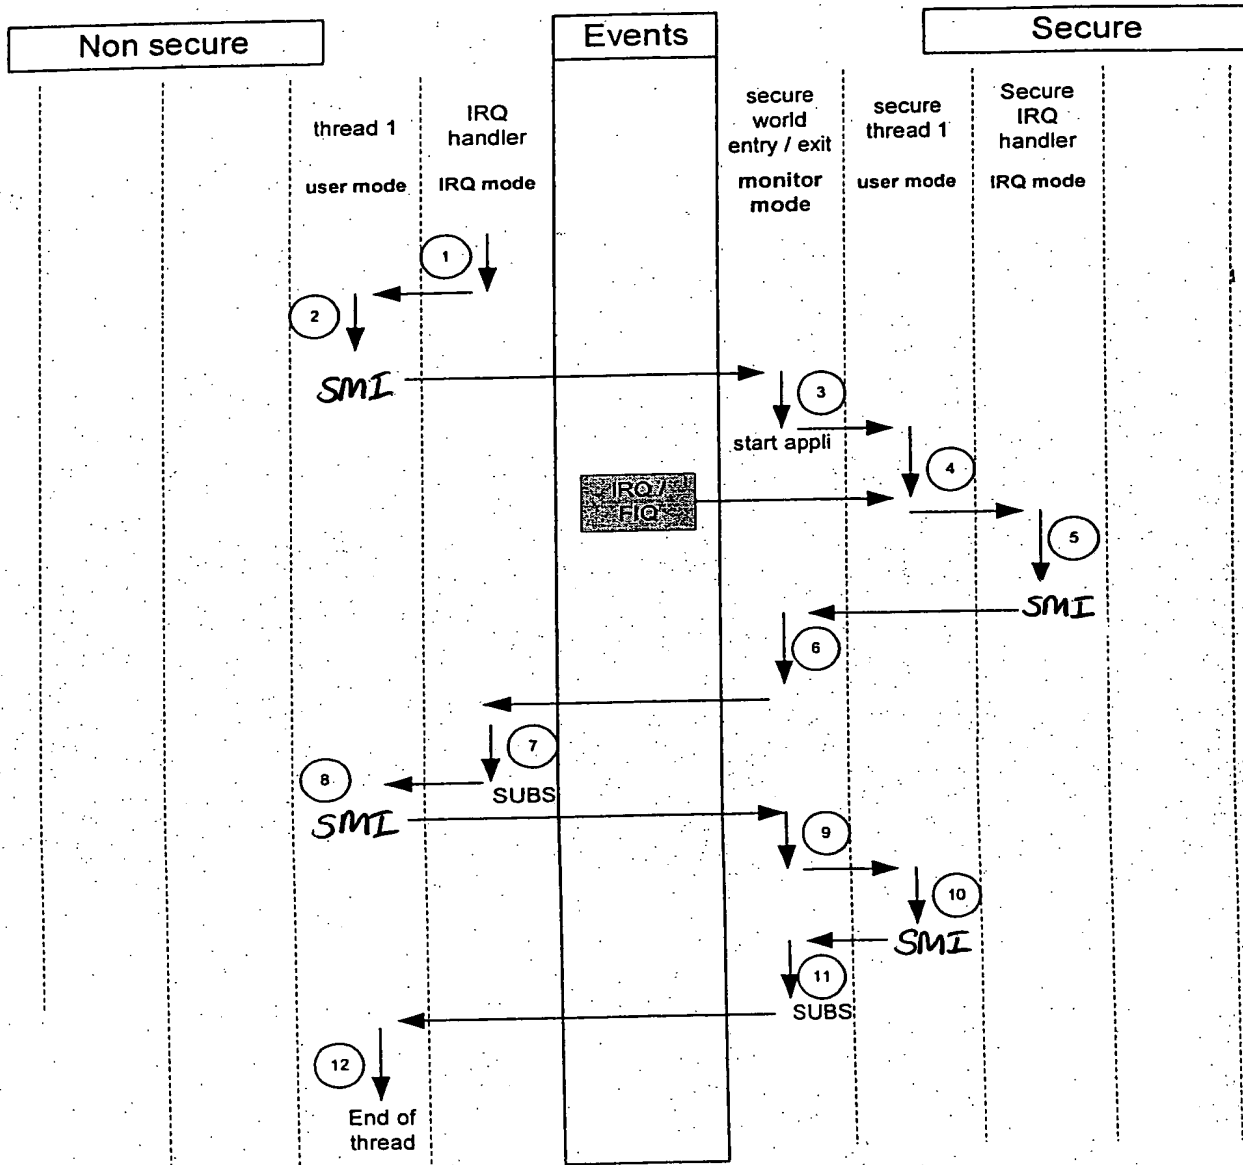 Non secure
Events
Secure
thread 1
user mode
IRQ
handler
IRQ mode
secure
world
entry / exit
monitor
mode
secure
thread 1
user mode
Secure
IRQ
handler
IRQ mode
1
2
SMI
3
start appli
4
IRQ /
FIQ
5
SMI
6
7
SUBS
8
SMI
9
10
SMI
11
SUBS
12
End of
thread